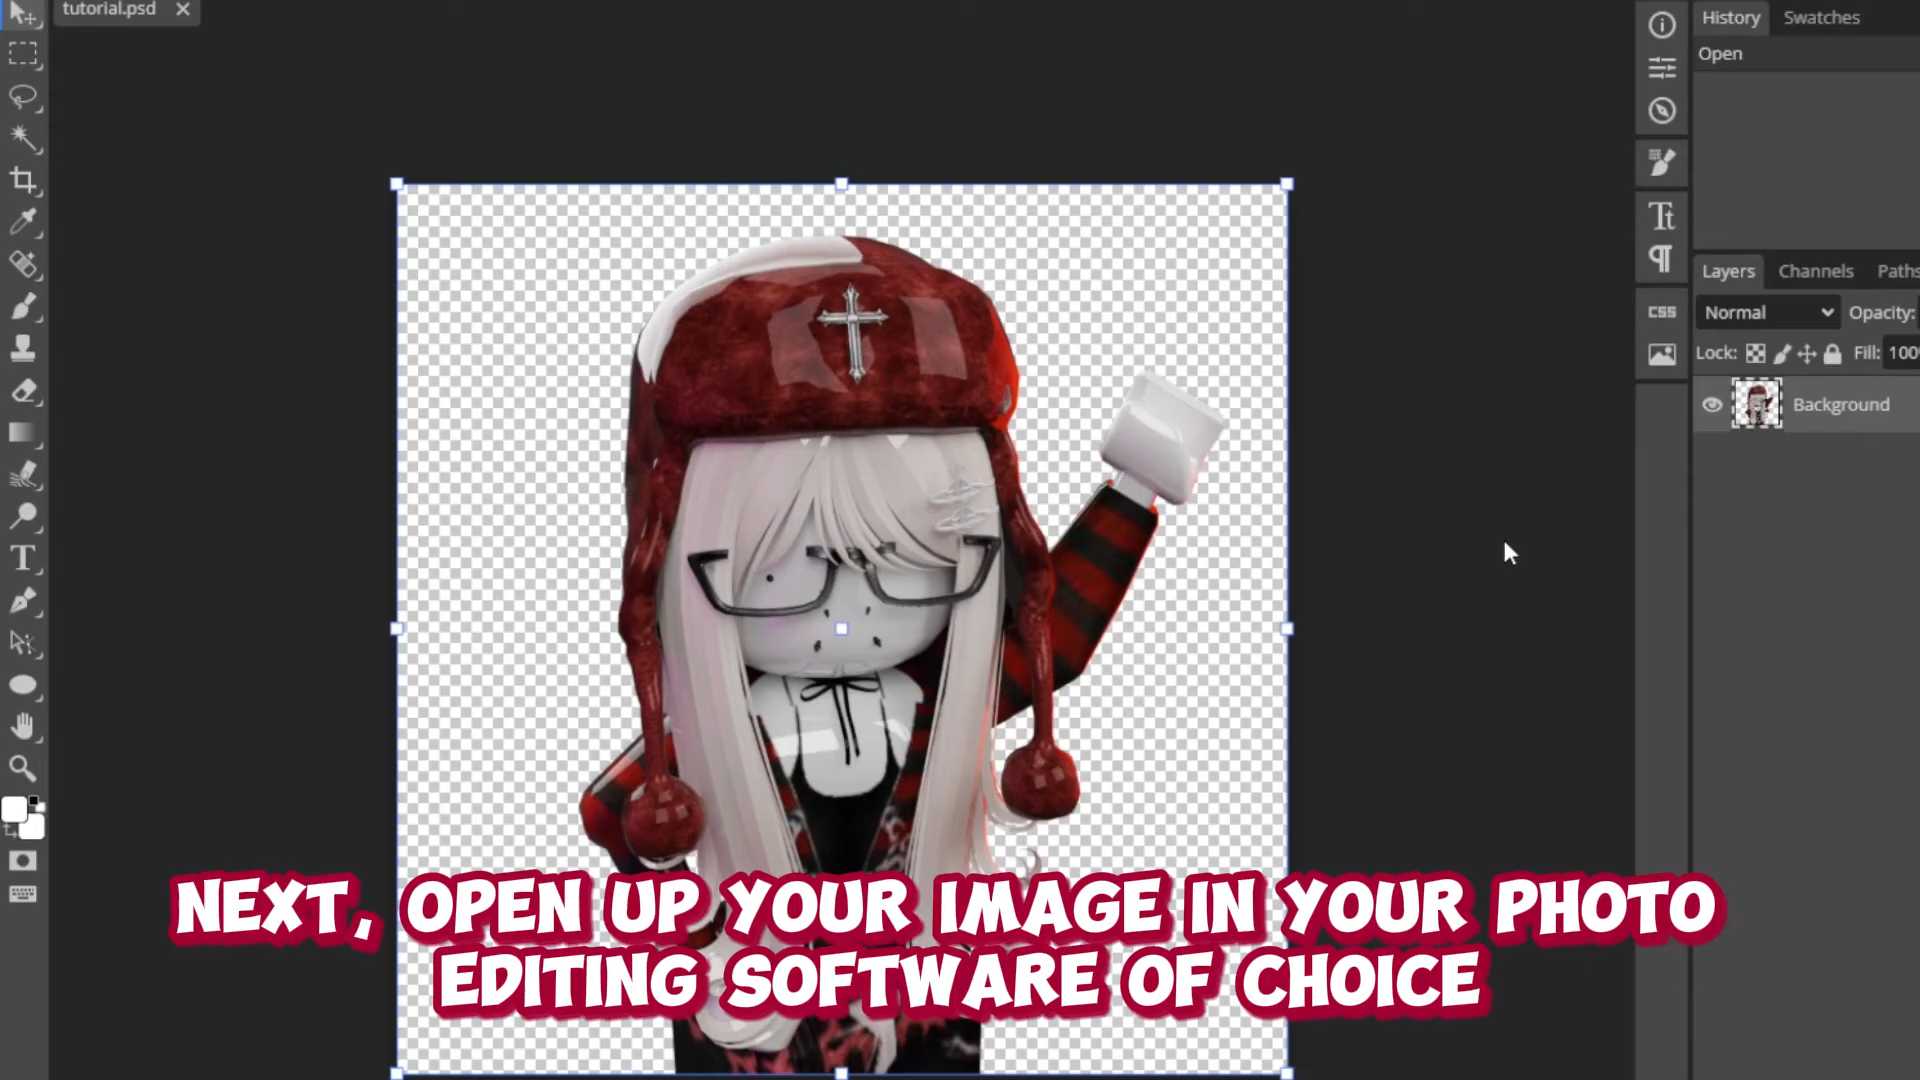 tutorial.psd
History Swatches
Open
Layers Channels Paths
Normal Opacity:
Lock: Fill: 100
Background
CSS
NEXT, OPEN UP YOUR IMAGE IN YOUR PHOTO
EDITING SOFTWARE OF CHOICE